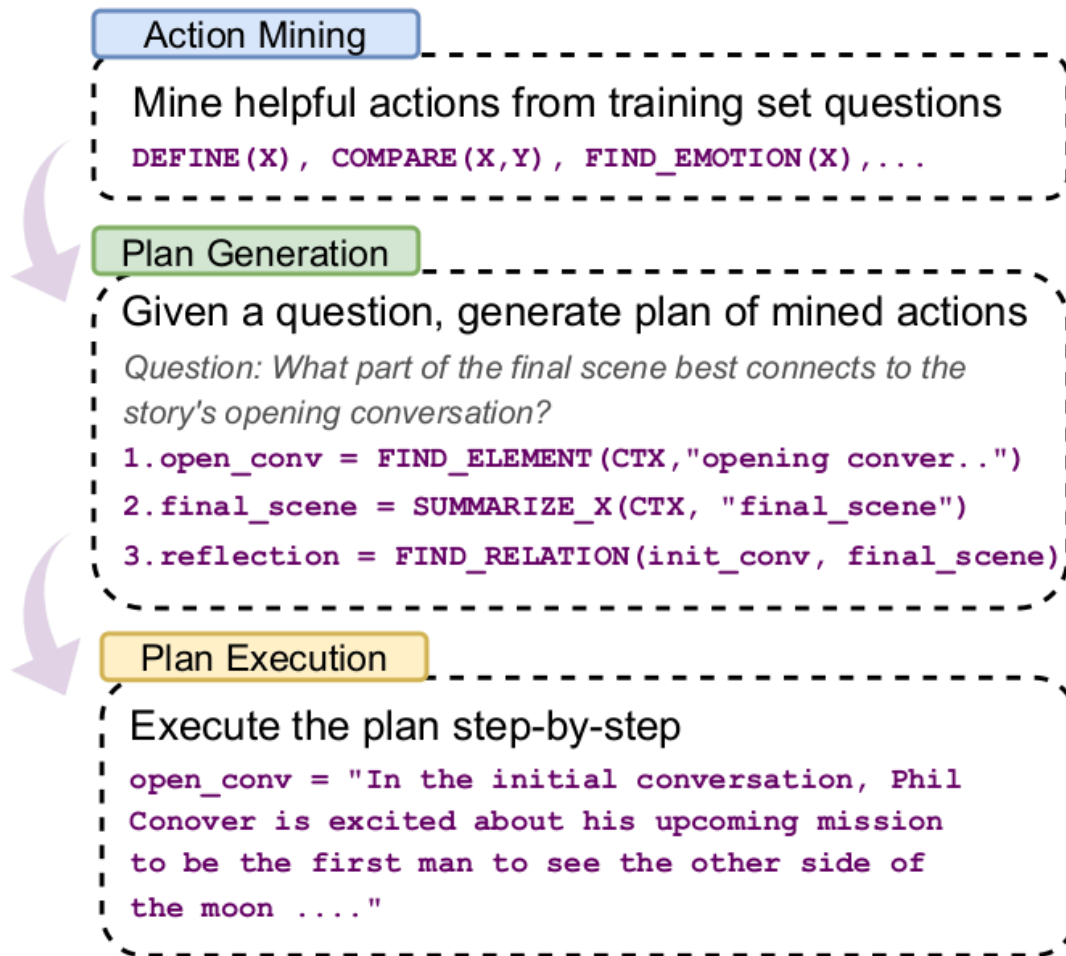 Action Mining
Mine helpful actions from training set questions
DEFINE(X), COMPARE(X,Y), FIND_EMOTION(X),...
Plan Generation
Given a question, generate plan of mined actions
Question: What part of the final scene best connects to the
story's opening conversation?
1.open_conv = FIND_ELEMENT(CTX,"opening conver..")
2.final_scene = SUMMARIZE_X(CTX, "final_scene")
3.reflection = FIND_RELATION(init_conv, final_scene)
Plan Execution
Execute the plan step-by-step
open_conv = "In the initial conversation, Phil
Conover is excited about his upcoming mission
to be the first man to see the other side of
the moon ...."